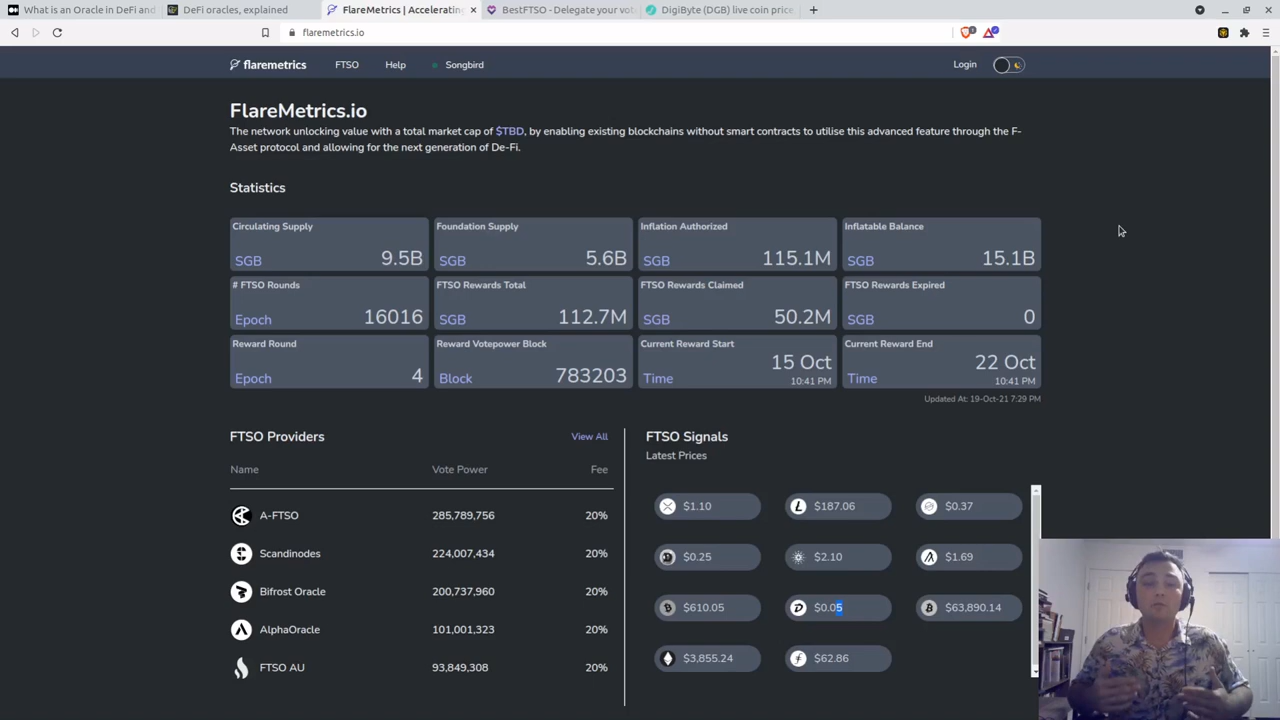 What is an Oracle in DeFi and
DeFi oracles, explained
FlareMetrics | Accelerating
BestFTSO - Delegate your vot
DigiByte (DGB) live coin price
flaremetrics.io
flaremetrics
FTSO
Help
Songbird
Login
FlareMetrics.io
The network unlocking value with a total market cap of $TBD, by enabling existing blockchains without smart contracts to utilise this advanced feature through the F-
Asset protocol and allowing for the next generation of De-Fi.
Statistics
Circulating Supply
SGB 9.5B
Foundation Supply
SGB 5.6B
Inflation Authorized
SGB 115.1M
Inflatable Balance
SGB 15.1B
# FTSO Rounds
Epoch 16016
FTSO Rewards Total
SGB 112.7M
FTSO Rewards Claimed
SGB 50.2M
FTSO Rewards Expired
SGB 0
Reward Round
Epoch 4
Reward Votepower Block
Block 783203
Current Reward Start
15 Oct
Time 10:41 PM
Current Reward End
22 Oct
Time 10:41 PM
Updated At: 19-Oct-21 7:29 PM
FTSO Providers View All
Name Vote Power Fee
A-FTSO 285,789,756 20%
Scandinodes 224,007,434 20%
Bifrost Oracle 200,737,960 20%
AlphaOracle 101,001,323 20%
FTSO AU 93,849,308 20%
FTSO Signals
Latest Prices
$1.10 $187.06 $0.37
$0.25 $2.10 $1.69
$610.05 $0.05 $63,890.14
$3,855.24 $62.86